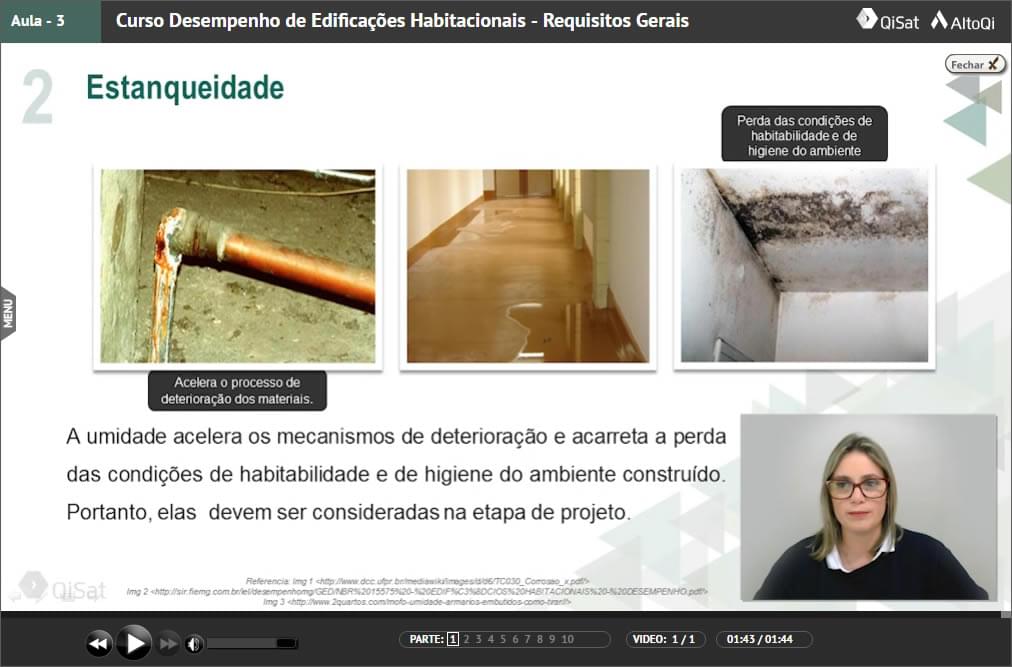 Aula - 3
Curso Desempenho de Edificações Habitacionais - Requisitos Gerais
QiSat
AltoQi
Fechar
2
Estanqueidade
Perda das condições de
habitabilidade e de
higiene do ambiente
MENU
Acelera o processo de
deterioração dos materiais.
A umidade acelera os mecanismos de deterioração e acarreta a perda
das condições de habitabilidade e de higiene do ambiente construído.
Portanto, elas devem ser consideradas na etapa de projeto.
QiSat
Referencia: Img 1 <http://www.dcc.ufpr.br/mediawiki/images/d/d6/TC030_Corrosao_x.pdf/>
Img 2 <http://sir.fiemg.com.br/iel/desempenhomg/GED/NBR%2015575%20-%20EDIF%C3%8DCIOS%20HABITACIONAIS%20-%20DESEMPENHO.pdf/>
Img 3 <http://www.2quartos.com/mofo-umidade-armarios-embutidos-como-tirar//>
PARTE: 1 2 3 4 5 6 7 8 9 10
VIDEO: 1 / 1
01:43 / 01:44